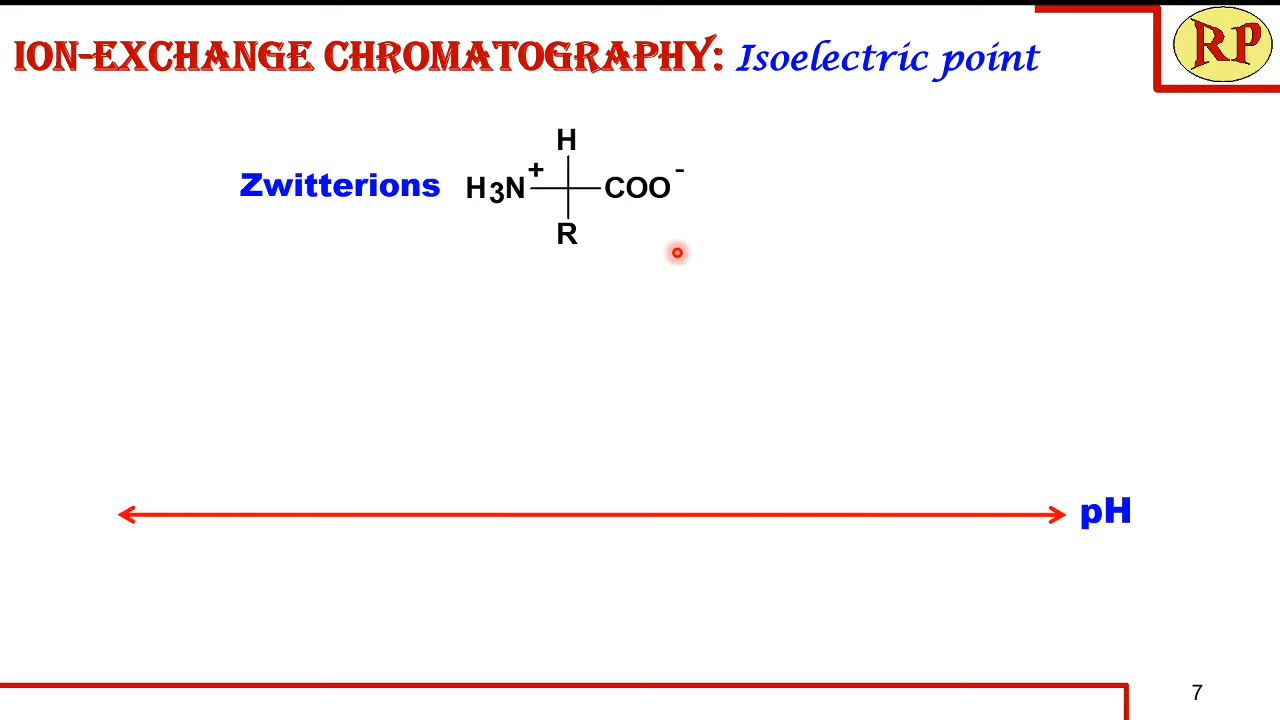 ION-EXCHANGE CHROMATOGRAPHY: Isoelectric point
RP
H
Zwitterions H3N+ COO-
R
pH
7